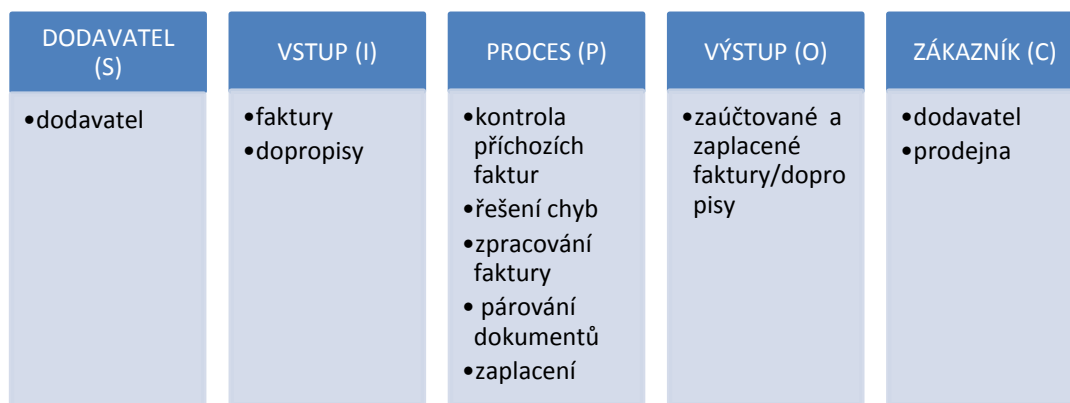 DODAVATEL
(S)
•dodavatel
VSTUP (I)
•faktury
•dopropisy
PROCES (P)
•kontrola
příchozích
faktur
•řešení chyb
•zpracování
faktury
• párování
dokumentů
•zaplacení
VÝSTUP (O)
•zaúčtované a
zaplacené
faktury/dopro
pisy
ZÁKAZNÍK (C)
•dodavatel
•prodejna